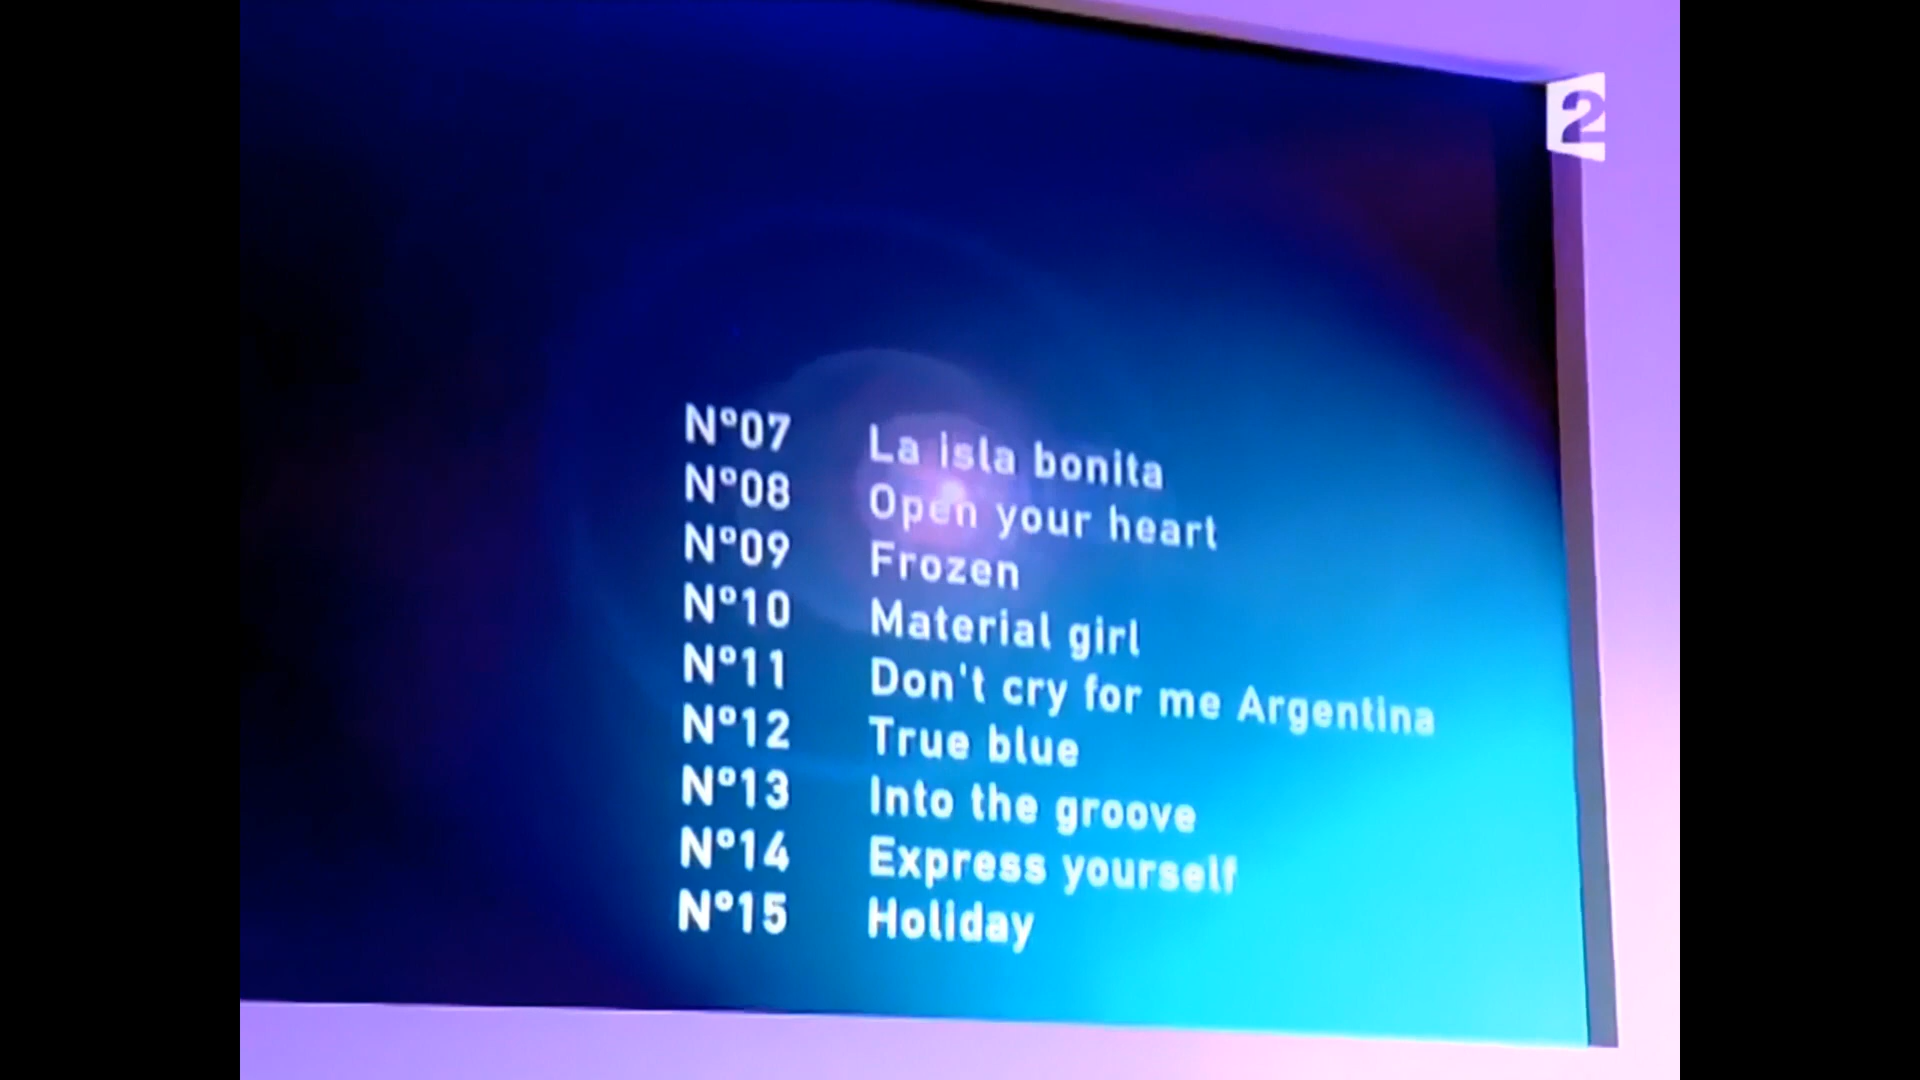 2
N°07 La isla bonita
N°08 Open your heart
N°09 Frozen
N°10 Material girl
N°11 Don't cry for me Argentina
N°12 True blue
N°13 Into the groove
N°14 Express yourself
N°15 Holiday